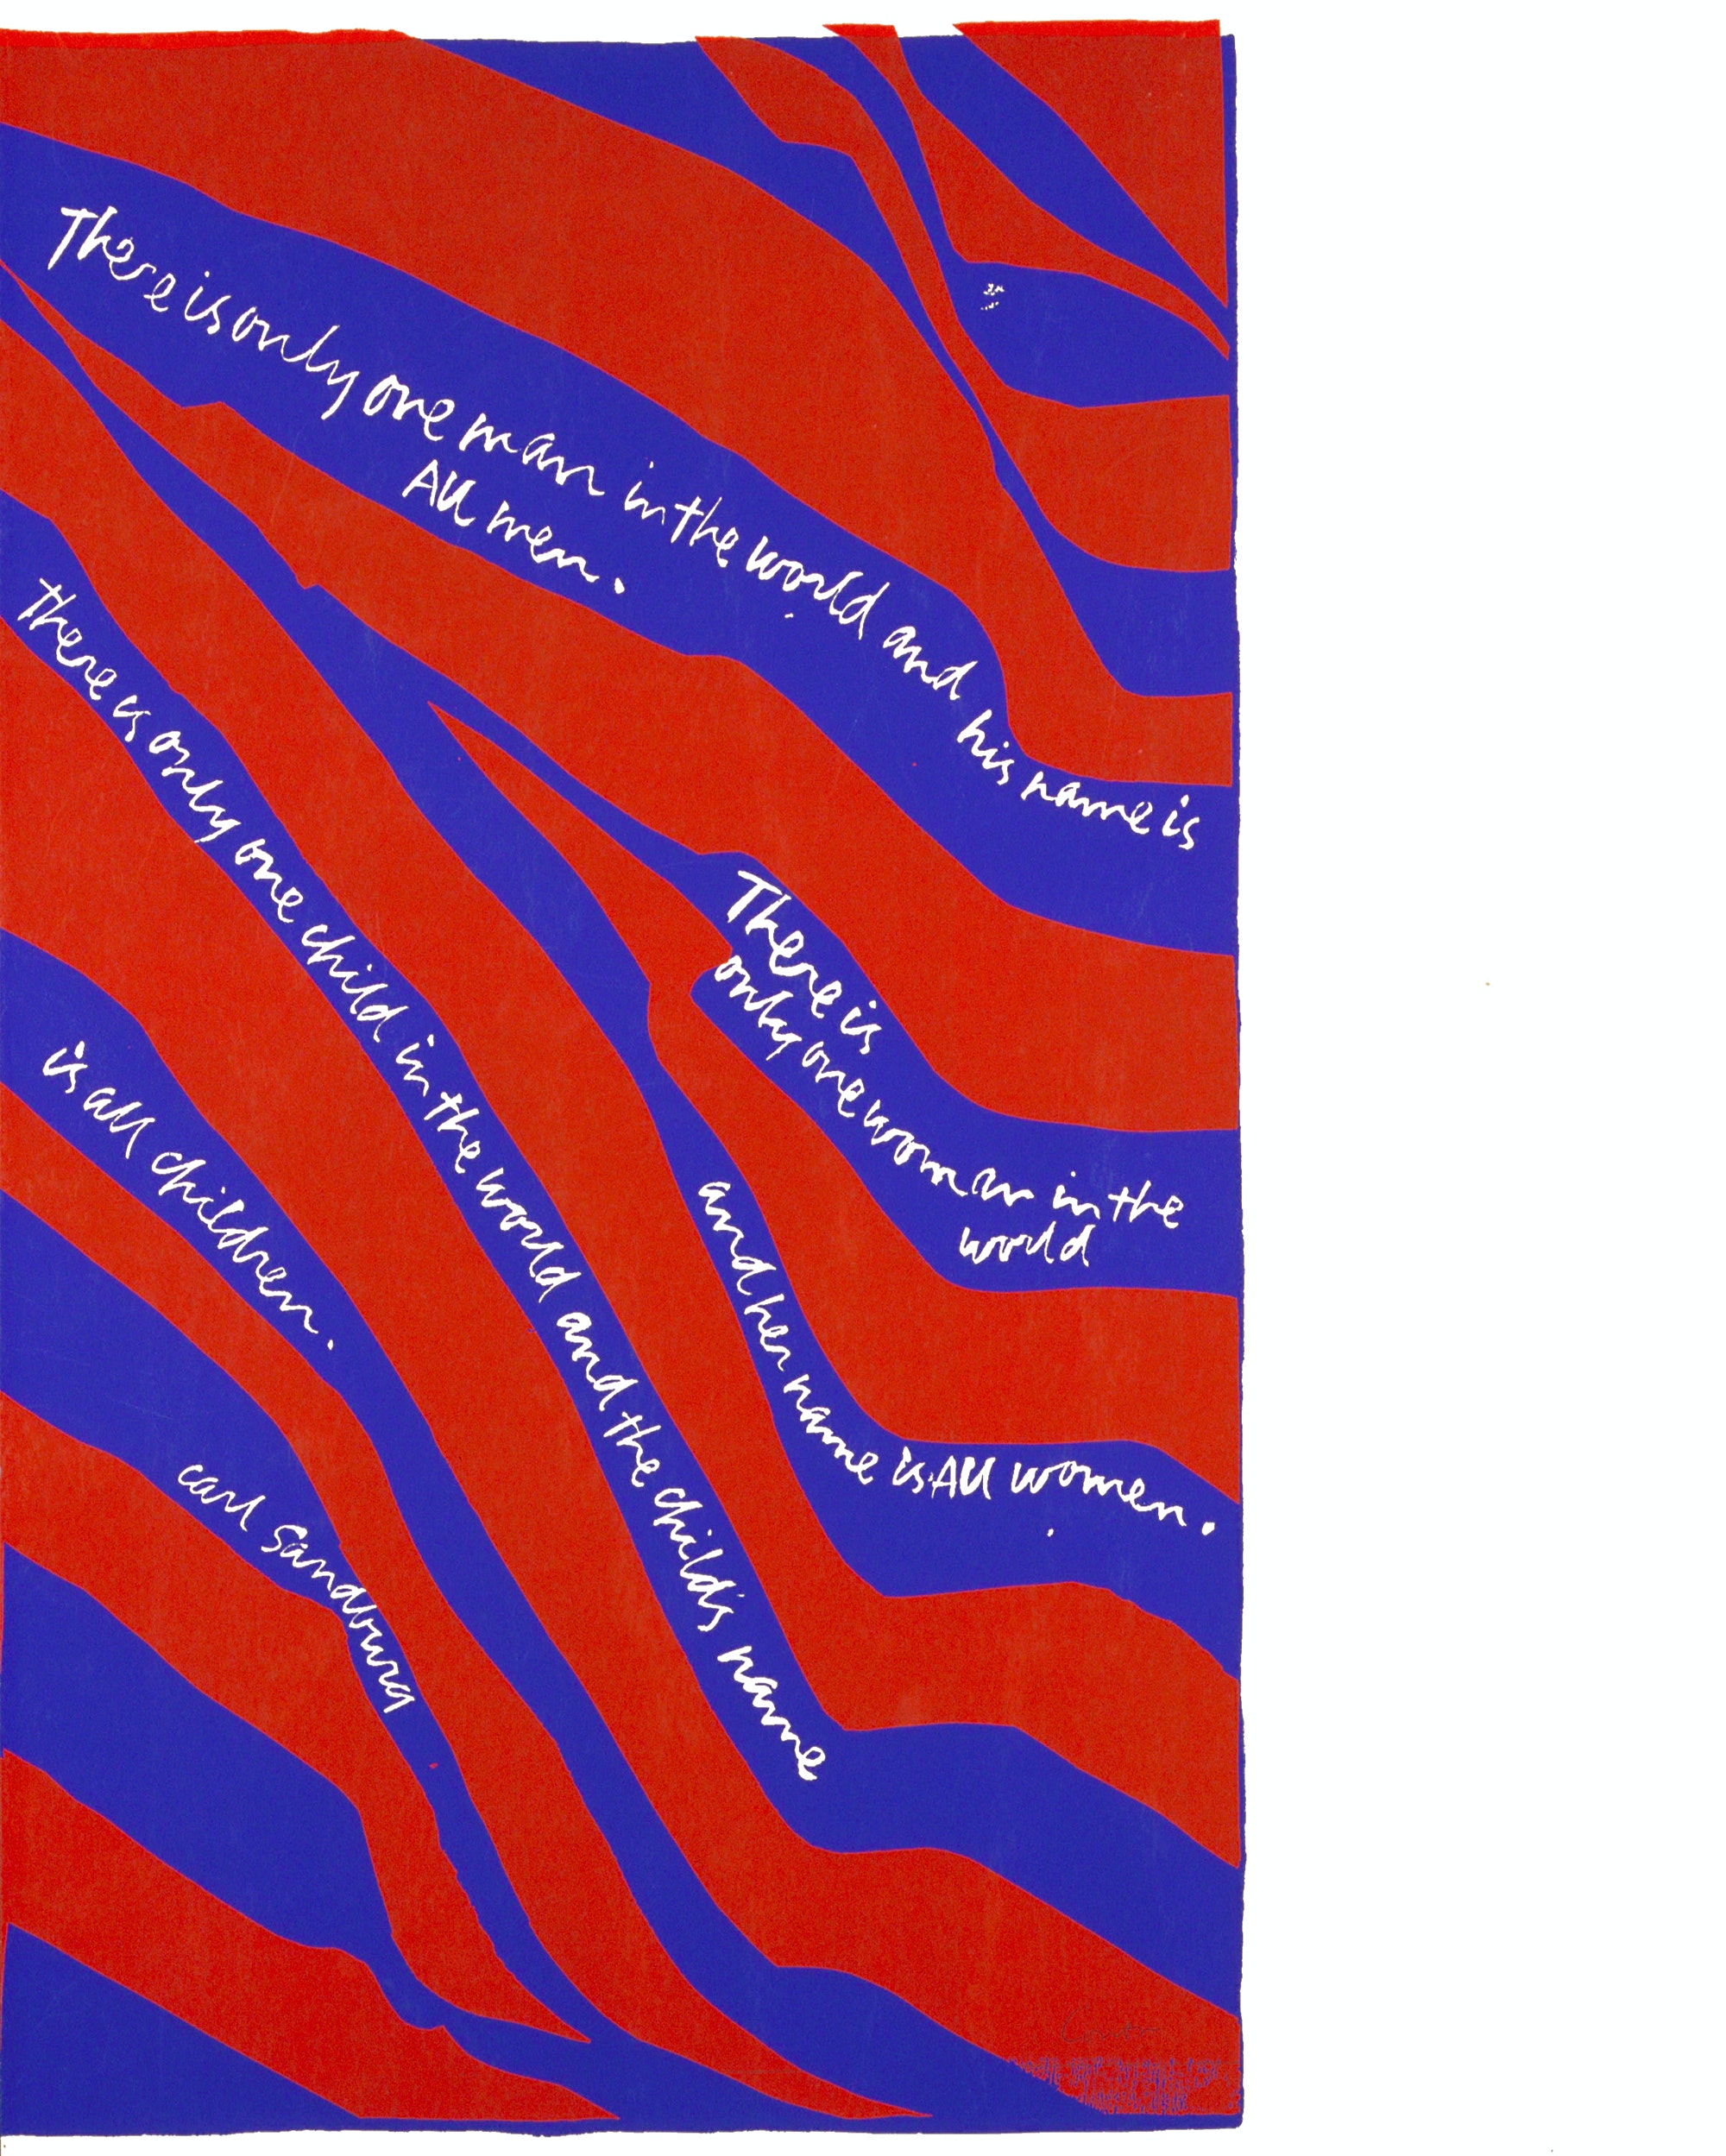 There is only one man in the world and his name is
All men.
There is
only one woman in the
world
and her name is All women.
there is only one child in the world and the child's name
is all children.
carl Sandburg